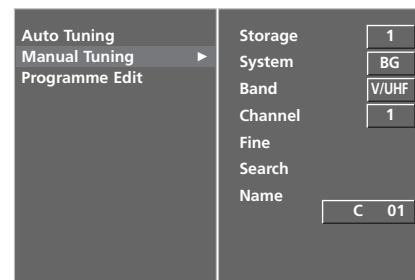 Auto Tuning
Manual Tuning ►
Programme Edit
Storage 1
System BG
Band V/UHF
Channel 1
Fine
Search
Name
C 01